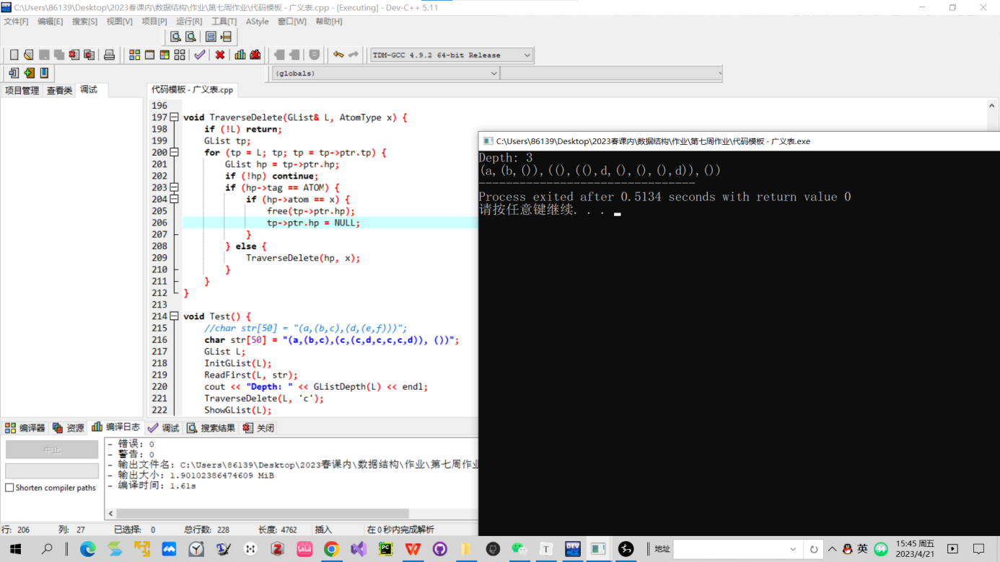 C:\Users\86139\Desktop\2023春课内\数据结构\作业\第七周作业\代码模板 - 广义表.cpp - [Executing] - Dev-C++ 5.11
文件[F] 编辑[E] 搜索[S] 视图[V] 项目[P] 运行[R] 工具[T] AStyle 窗口[W] 帮助[H]
TDM-GCC 4.9.2 64-bit Release
(globals)
项目管理 查看类 调试
代码模板 - 广义表.cpp
196
197 void TraverseDelete(GList& L, AtomType x) {
198 if (!L) return;
199 GList tp;
200 for (tp = L; tp; tp = tp->ptr.tp) {
201 GList hp = tp->ptr.hp;
202 if (!hp) continue;
203 if (hp->tag == ATOM) {
204 if (hp->atom == x) {
205 free(tp->ptr.hp);
206 tp->ptr.hp = NULL;
207 }
208 } else {
209 TraverseDelete(hp, x);
210 }
211 }
212 }
213
214 void Test() {
215 //char str[50] = "(a,(b,c),(d,(e,f)))";
216 char str[50] = "(a,(b,c),(c,(c,d,c,c,c,d)), ())";
217 GList L;
218 InitGList(L);
219 ReadFirst(L, str);
220 cout << "Depth: " << GListDepth(L) << endl;
221 TraverseDelete(L, 'c');
222 ShowGList(L);
C:\Users\86139\Desktop\2023春课内\数据结构\作业\第七周作业\代码模板 - 广义表.exe
Depth: 3
(a,(b,()),((),((),d,(),(),(),d)),())
--------------------------------
Process exited after 0.5134 seconds with return value 0
请按任意键继续. . .
编译器 资源 编译日志 调试 搜索结果 关闭
中止
Shorten compiler paths
- 错误: 0
- 警告: 0
- 输出文件名: C:\Users\86139\Desktop\2023春课内\数据结构\作业\第七周作业
- 输出大小: 1.90102386474609 MiB
- 编译时间: 1.61s
行: 206 列: 27 已选择: 0 总行数: 228 长度: 4762 插入 在 0 秒内完成解析
PC
DEV
T
地址
英
15:45 周五
2023/4/21